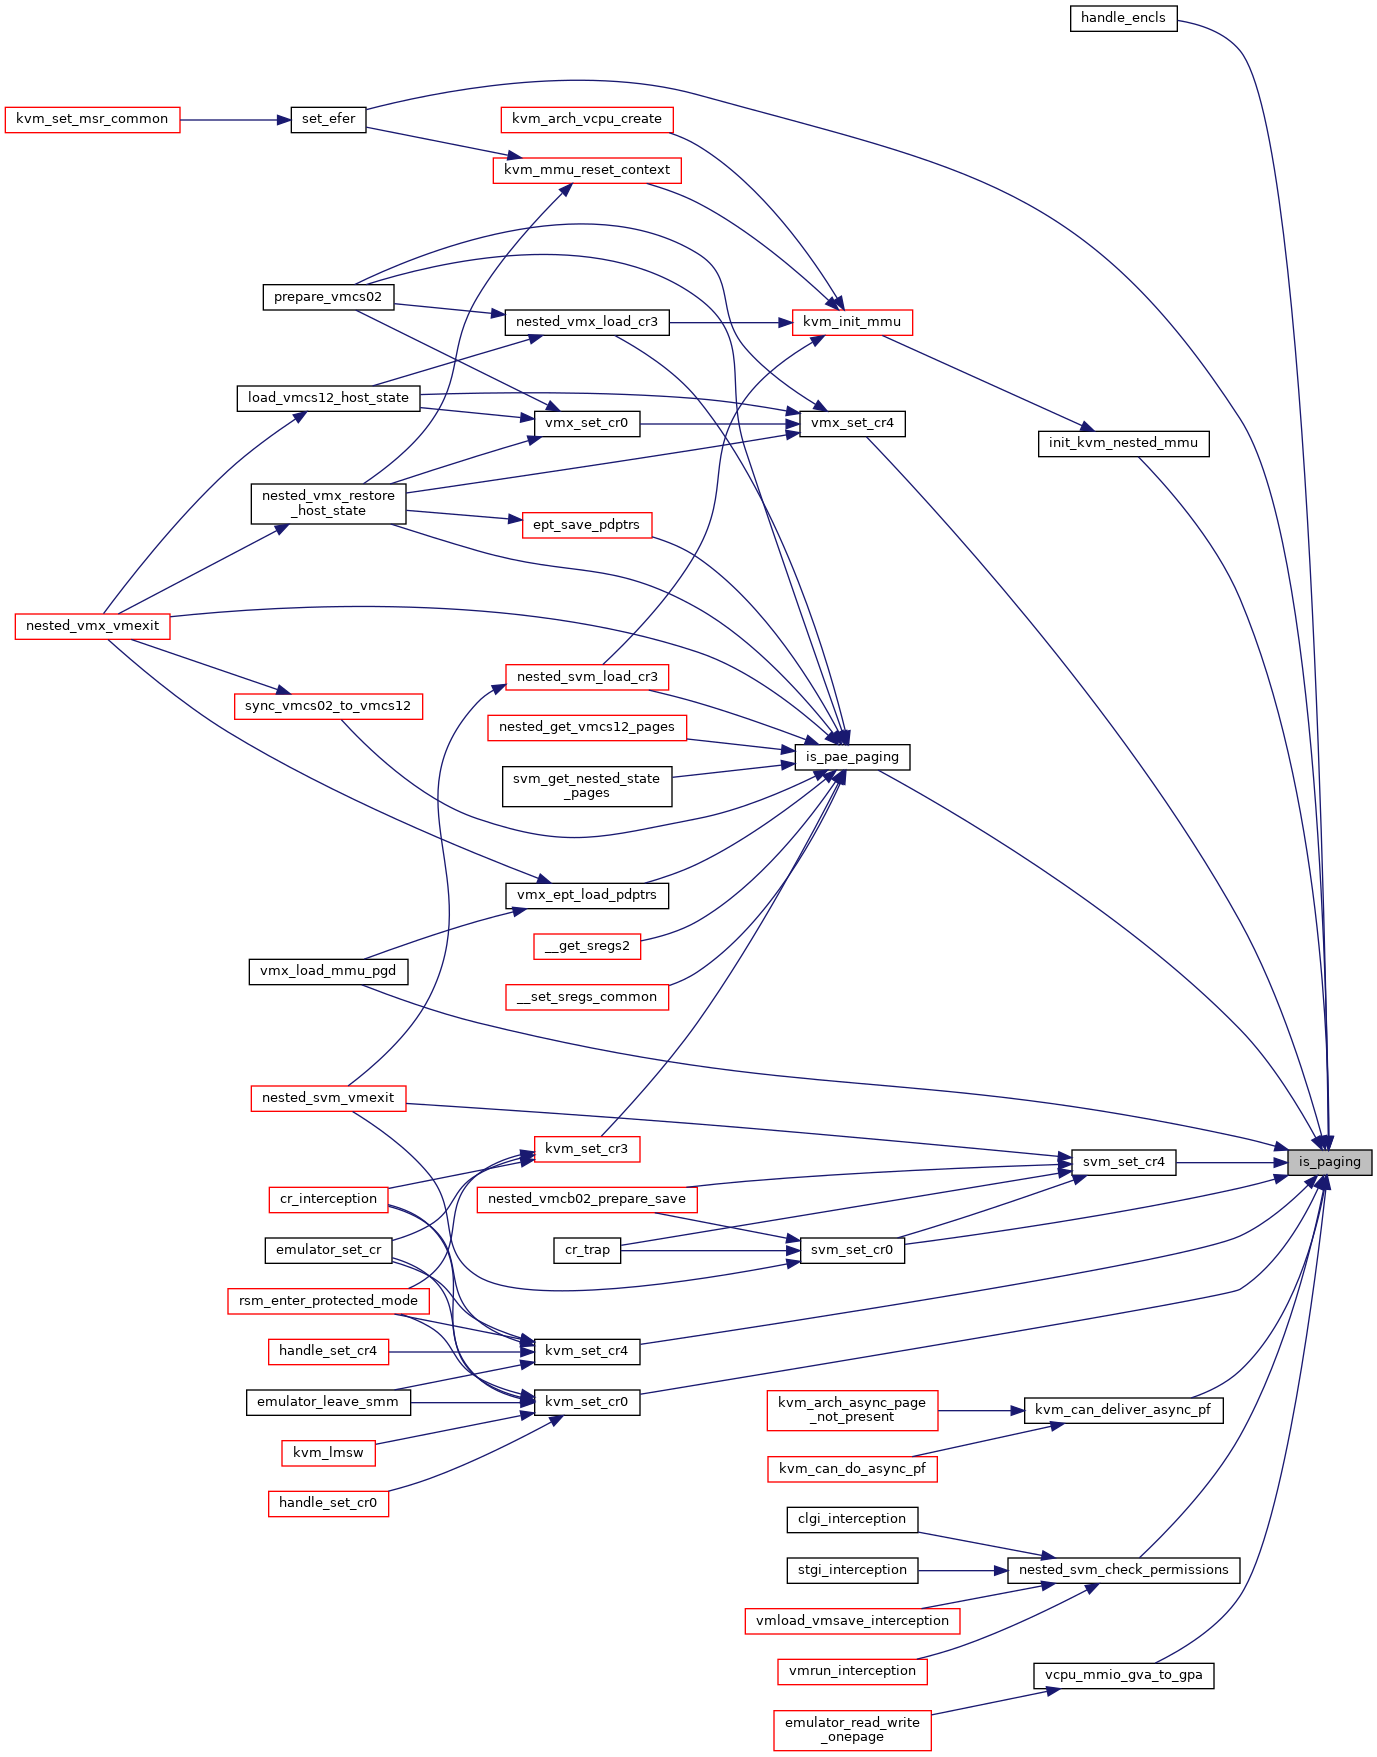 handle_encls
kvm_set_msr_common
set_efer
kvm_arch_vcpu_create
kvm_mmu_reset_context
prepare_vmcs02
nested_vmx_load_cr3
kvm_init_mmu
load_vmcs12_host_state
vmx_set_cr0
vmx_set_cr4
init_kvm_nested_mmu
nested_vmx_restore
_host_state
ept_save_pdptrs
nested_vmx_vmexit
nested_svm_load_cr3
sync_vmcs02_to_vmcs12
nested_get_vmcs12_pages
is_pae_paging
svm_get_nested_state
_pages
vmx_ept_load_pdptrs
__get_sregs2
vmx_load_mmu_pgd
__set_sregs_common
nested_svm_vmexit
kvm_set_cr3
svm_set_cr4
is_paging
cr_interception
nested_vmcb02_prepare_save
emulator_set_cr
cr_trap
svm_set_cr0
rsm_enter_protected_mode
handle_set_cr4
kvm_set_cr4
emulator_leave_smm
kvm_set_cr0
kvm_arch_async_page
_not_present
kvm_can_deliver_async_pf
kvm_lmsw
kvm_can_do_async_pf
handle_set_cr0
clgi_interception
stgi_interception
nested_svm_check_permissions
vmload_vmsave_interception
vmrun_interception
vcpu_mmio_gva_to_gpa
emulator_read_write
_onepage